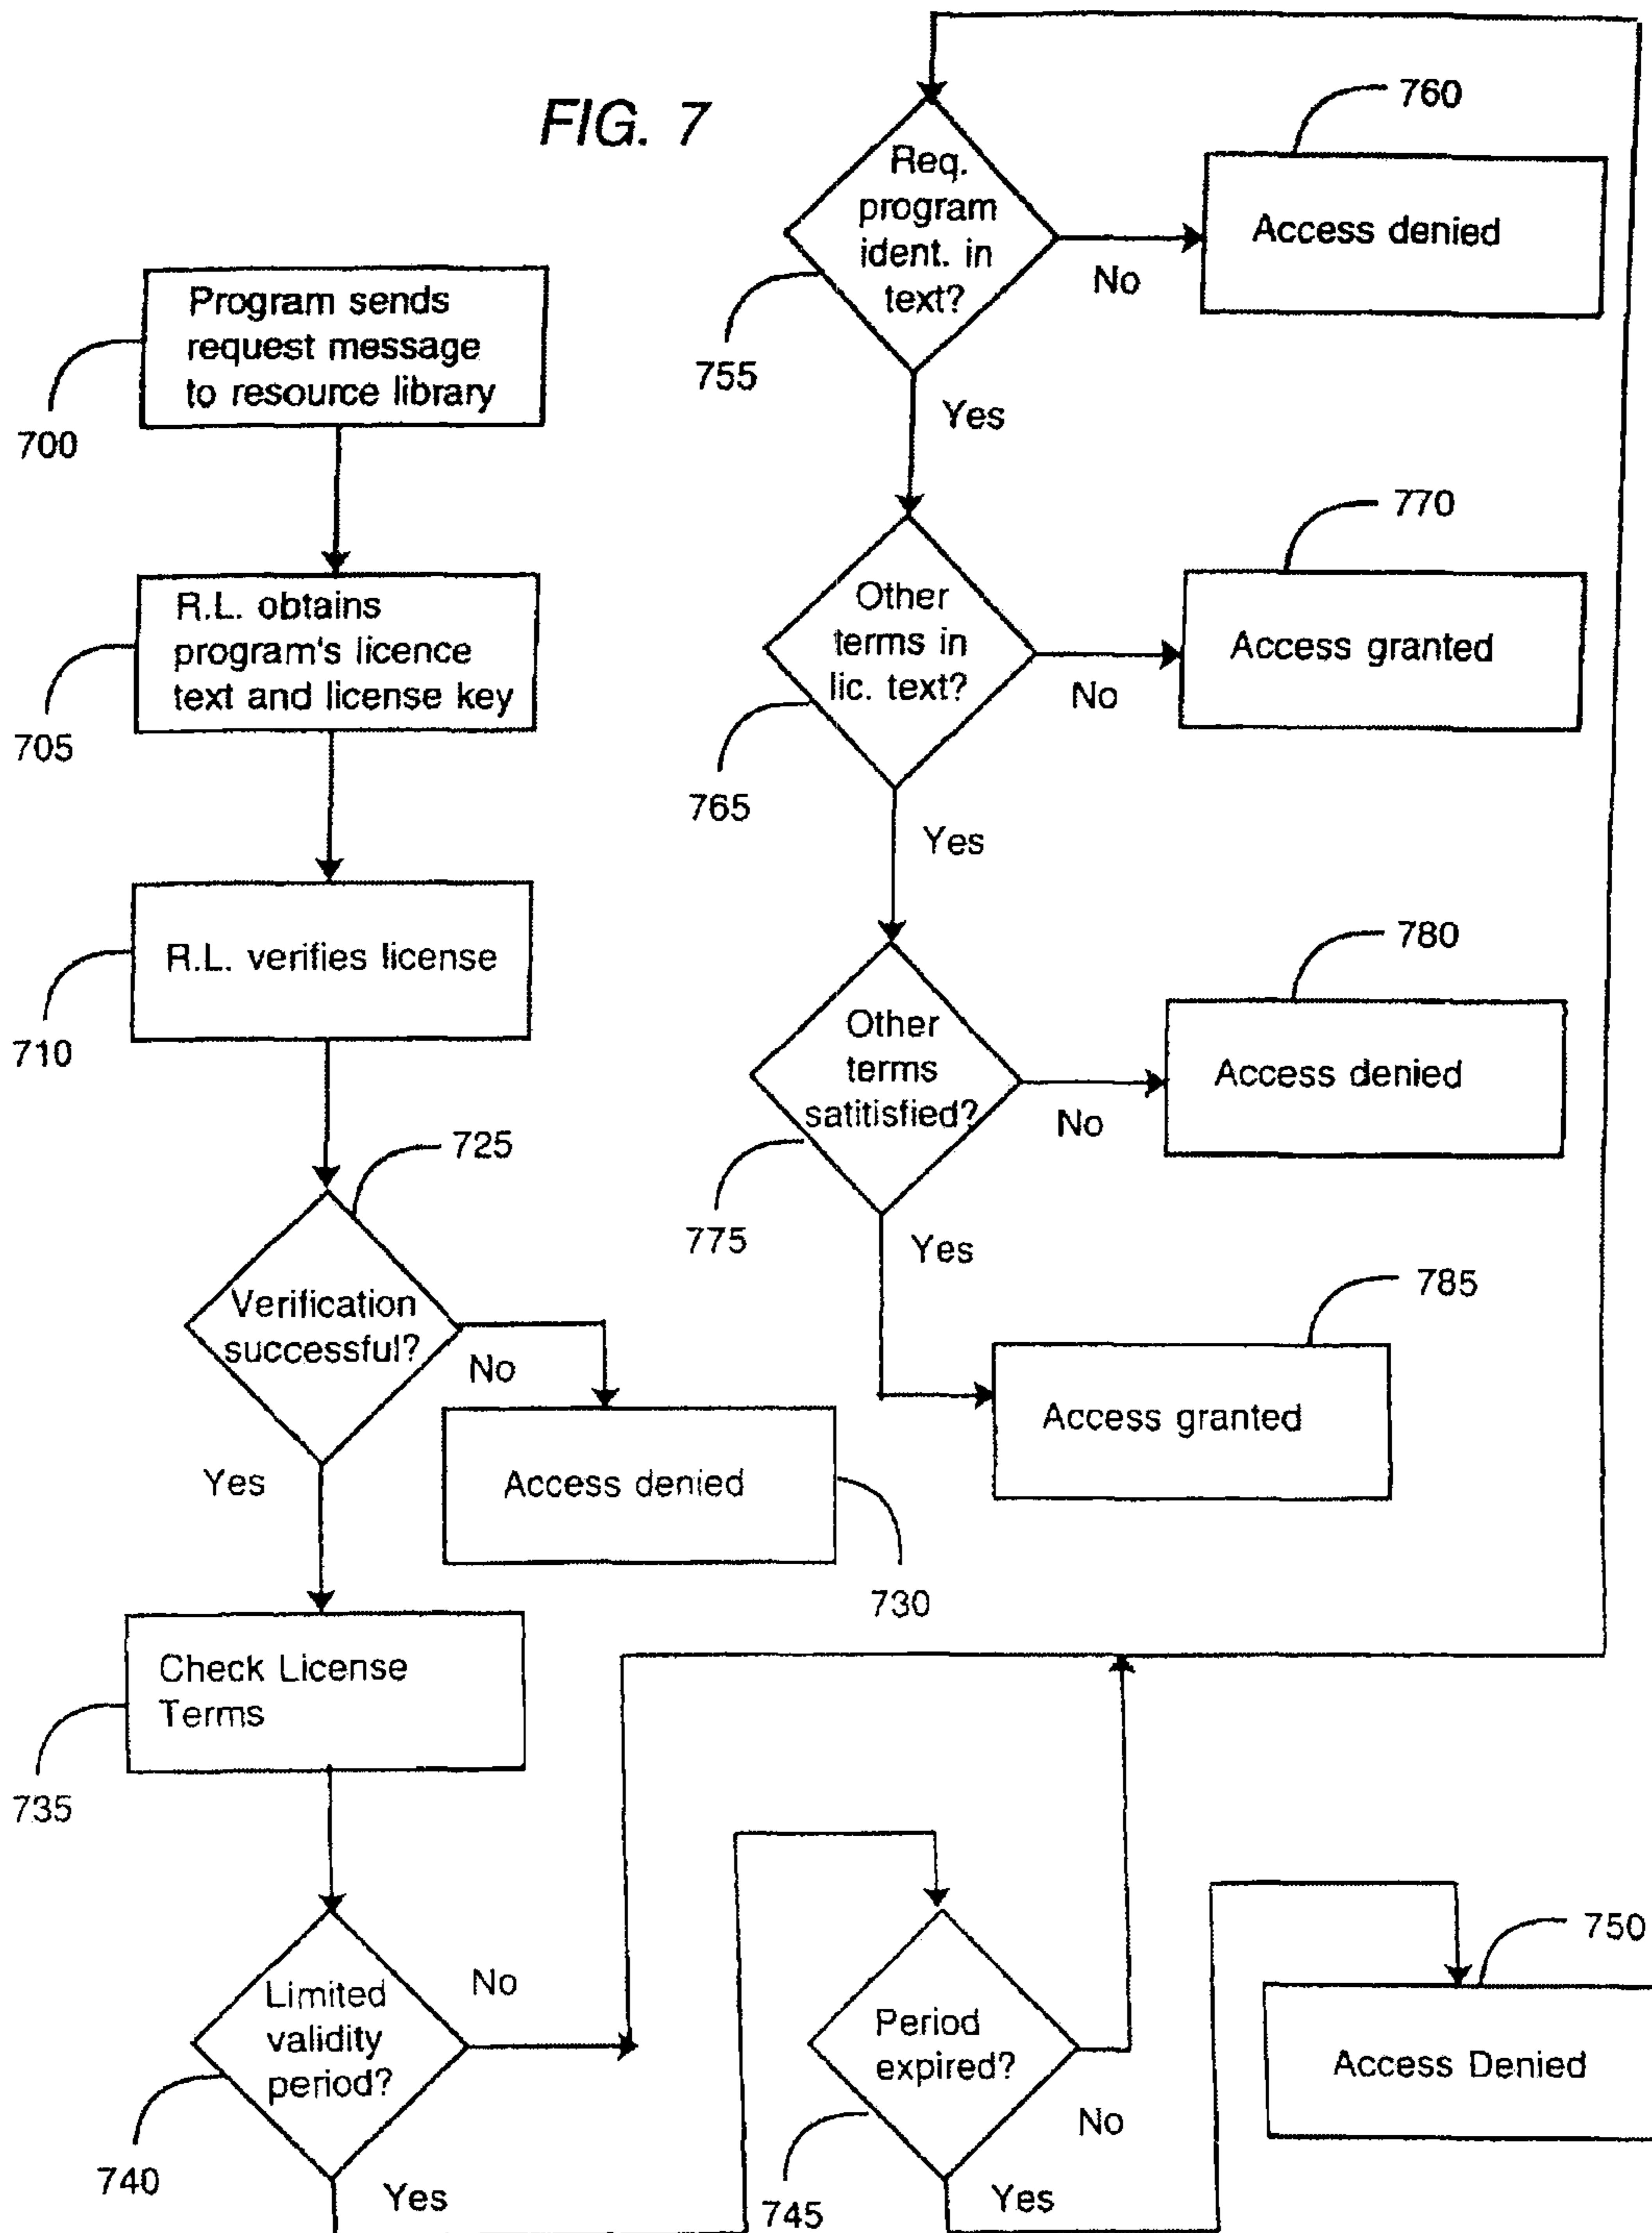 FIG. 7
700
Program sends
request message
to resource library
705
R.L. obtains
program's licence
text and license key
710
R.L. verifies license
725
Verification
successful?
No
Yes
Access denied
730
735
Check License
Terms
740
Limited
validity
period?
No
Yes
745
Period
expired?
No
Yes
750
Access Denied
755
Req.
program
ident. in
text?
No
Yes
760
Access denied
765
Other
terms in
lic. text?
No
Yes
770
Access granted
775
Other
terms
satitisfied?
No
Yes
780
Access denied
785
Access granted